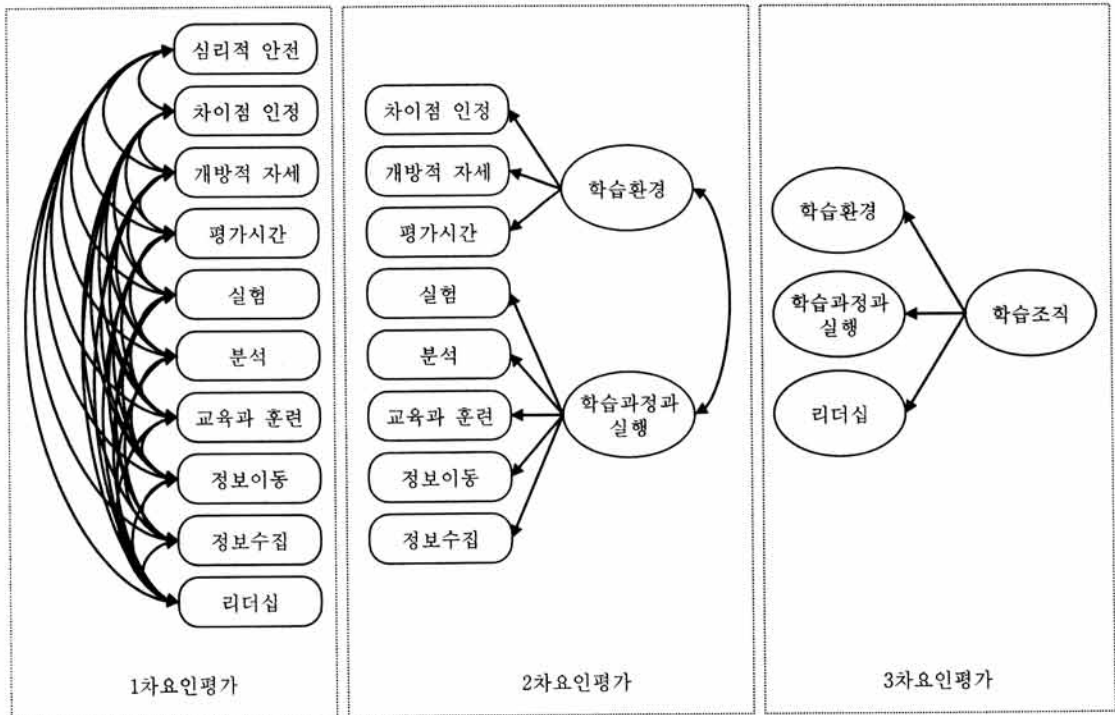 심리적 안전
차이점 인정
개방적 자세
평가시간
실험
분석
교육과 훈련
정보이동
정보수집
리더십
1차요인평가
차이점 인정
개방적 자세
평가시간
실험
분석
교육과 훈련
정보이동
정보수집
학습환경
학습과정과
실행
2차요인평가
학습환경
학습과정과
실행
리더십
학습조직
3차요인평가